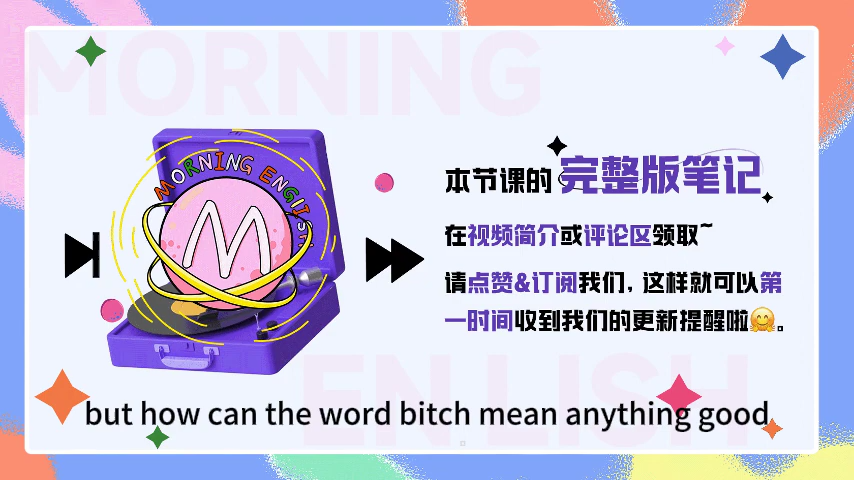 MORNING
MORNING ENGLISH
M
本节课的 完整版笔记
在视频简介或评论区领取~
请点赞&订阅我们, 这样就可以第
一时间收到我们的更新提醒啦🤗。
EN LISH
but how can the word bitch mean anything good